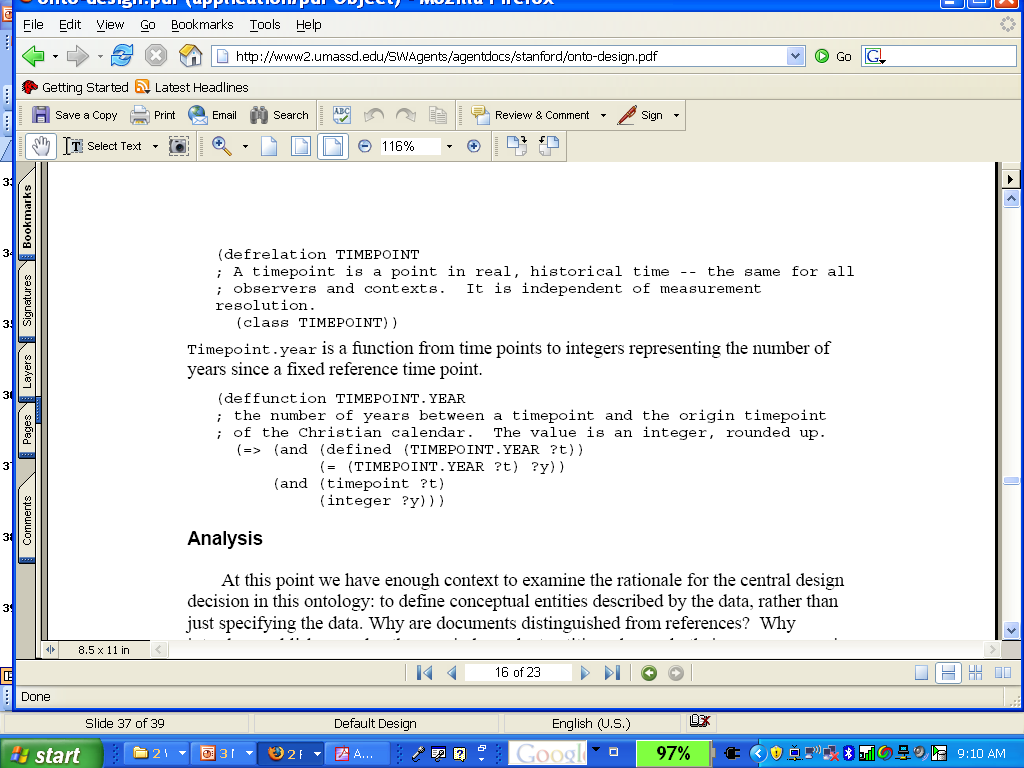 onto-design.pdf (application/pdf Object) - Mozilla Firefox
File Edit View Go Bookmarks Tools Help
http://www2.umassd.edu/SWAgents/agentdocs/stanford/onto-design.pdf Go G
Getting Started Latest Headlines
Save a Copy Print Email Search Review & Comment Sign
Select Text 116%
Bookmarks
Signatures
Layers
Pages
Comments
(defrelation TIMEPOINT
; A timepoint is a point in real, historical time -- the same for all
; observers and contexts. It is independent of measurement
resolution.
(class TIMEPOINT))
Timepoint.year is a function from time points to integers representing the number of
years since a fixed reference time point.
(deffunction TIMEPOINT.YEAR
; the number of years between a timepoint and the origin timepoint
; of the Christian calendar. The value is an integer, rounded up.
(=> (and (defined (TIMEPOINT.YEAR ?t))
(= (TIMEPOINT.YEAR ?t) ?y))
(and (timepoint ?t)
(integer ?y)))
Analysis
At this point we have enough context to examine the rationale for the central design
decision in this ontology: to define conceptual entities described by the data, rather than
just specifying the data. Why are documents distinguished from references? Why
8.5 x 11 in
16 of 23
Done
Slide 37 of 39 Default Design English (U.S.)
start 2 3 2 A... Google 97% 9:10 AM